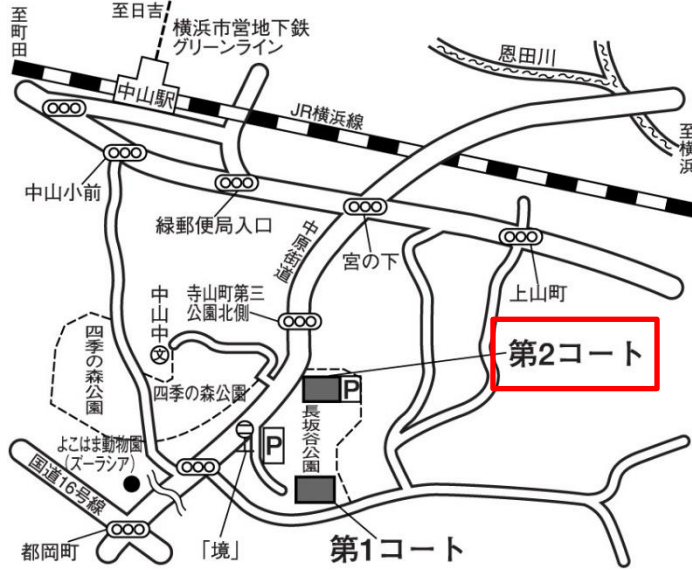 至町田
至日吉
横浜市営地下鉄
グリーンライン
恩田川
中山駅
JR横浜線
至横浜
中山小前
緑郵便局入口
中原街道
宮の下
上山町
中山中
文
寺山町第三
公園北側
四季の森公園
四季の森公園
第2コート
P
長坂谷公園
P
よこはま動物園
(ズーラシア)
国道16号線
都岡町
「境」
第1コート